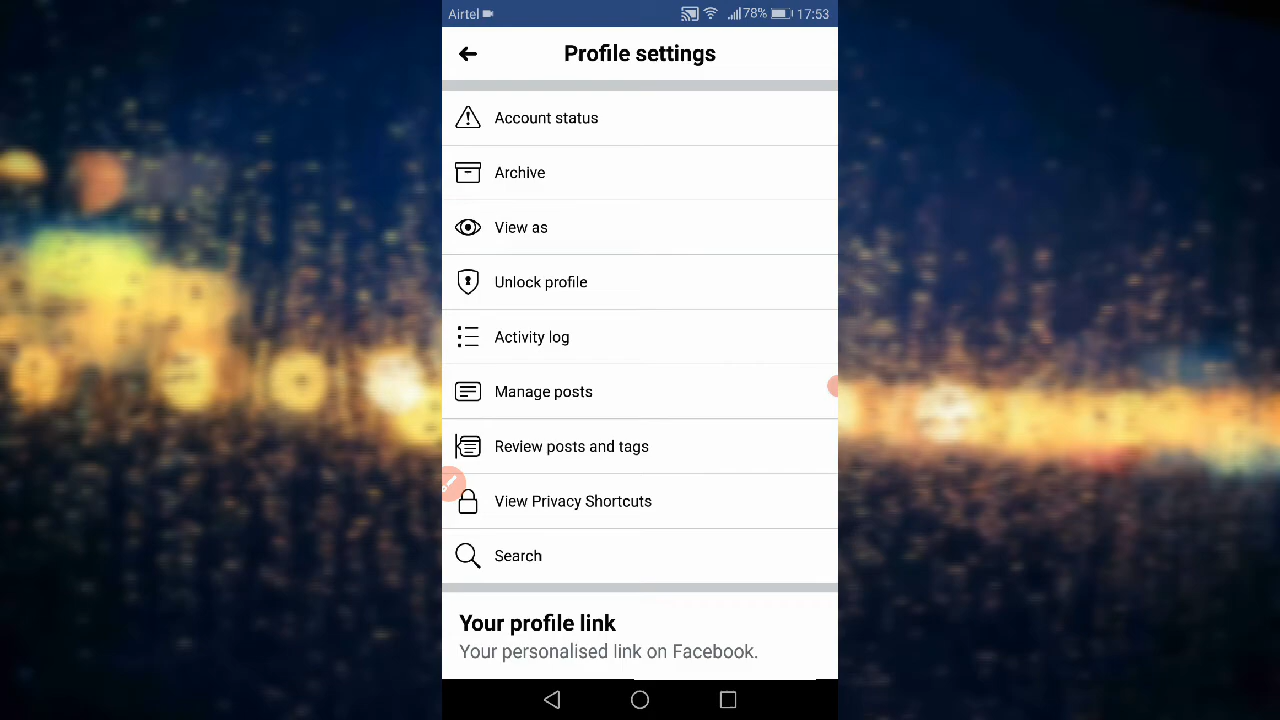 Airtel 78% 17:53
Profile settings
Account status
Archive
View as
Unlock profile
Activity log
Manage posts
Review posts and tags
View Privacy Shortcuts
Search
Your profile link
Your personalised link on Facebook.